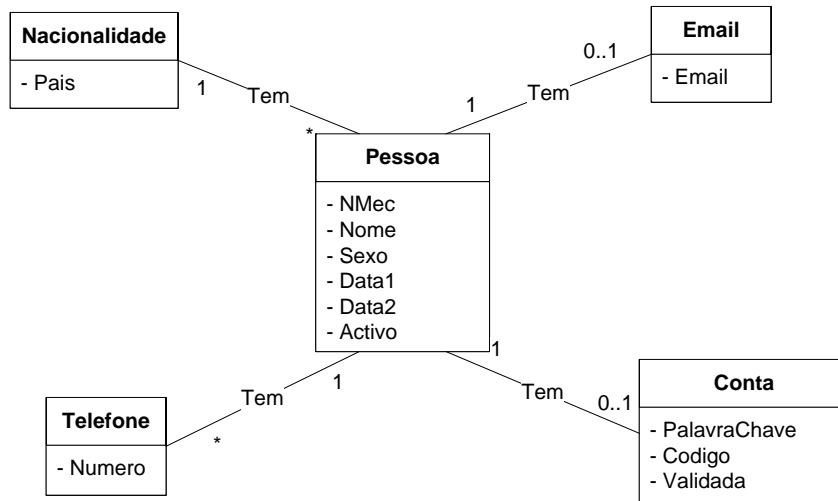 Nacionalidade
- Pais
1
Tem
*
Email
- Email
0..1
Tem
1
Pessoa
- NMec
- Nome
- Sexo
- Data1
- Data2
- Activo
1
Tem
*
Telefone
- Numero
1
Tem
0..1
Conta
- PalavraChave
- Codigo
- Validada